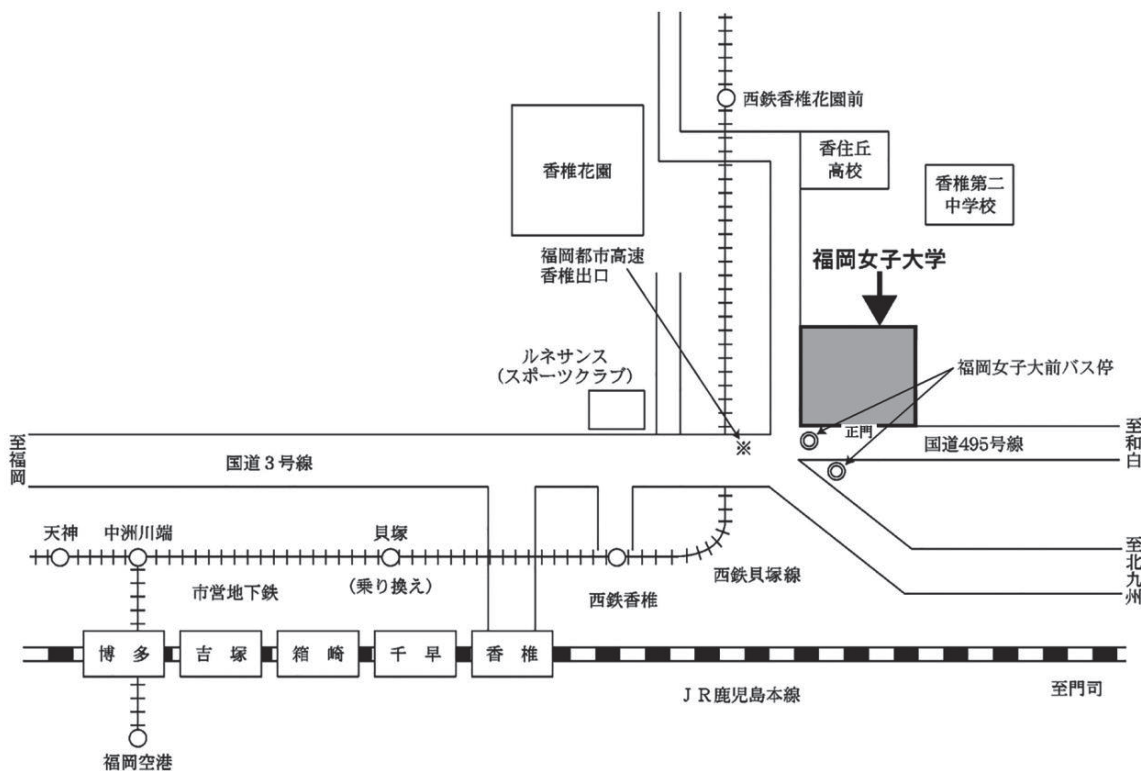 西鉄香椎花園前
香住丘
高校
香椎花園
香椎第二
中学校
福岡都市高速
香椎出口
福岡女子大学
ルネサンス
(スポーツクラブ)
福岡女子大前バス停
至福岡
国道3号線
※
正門
国道495号線
至和白
天神
中洲川端
貝塚
(乗り換え)
市営地下鉄
西鉄香椎
西鉄貝塚線
至北九州
博多
吉塚
箱崎
千早
香椎
JR鹿児島本線
至門司
福岡空港